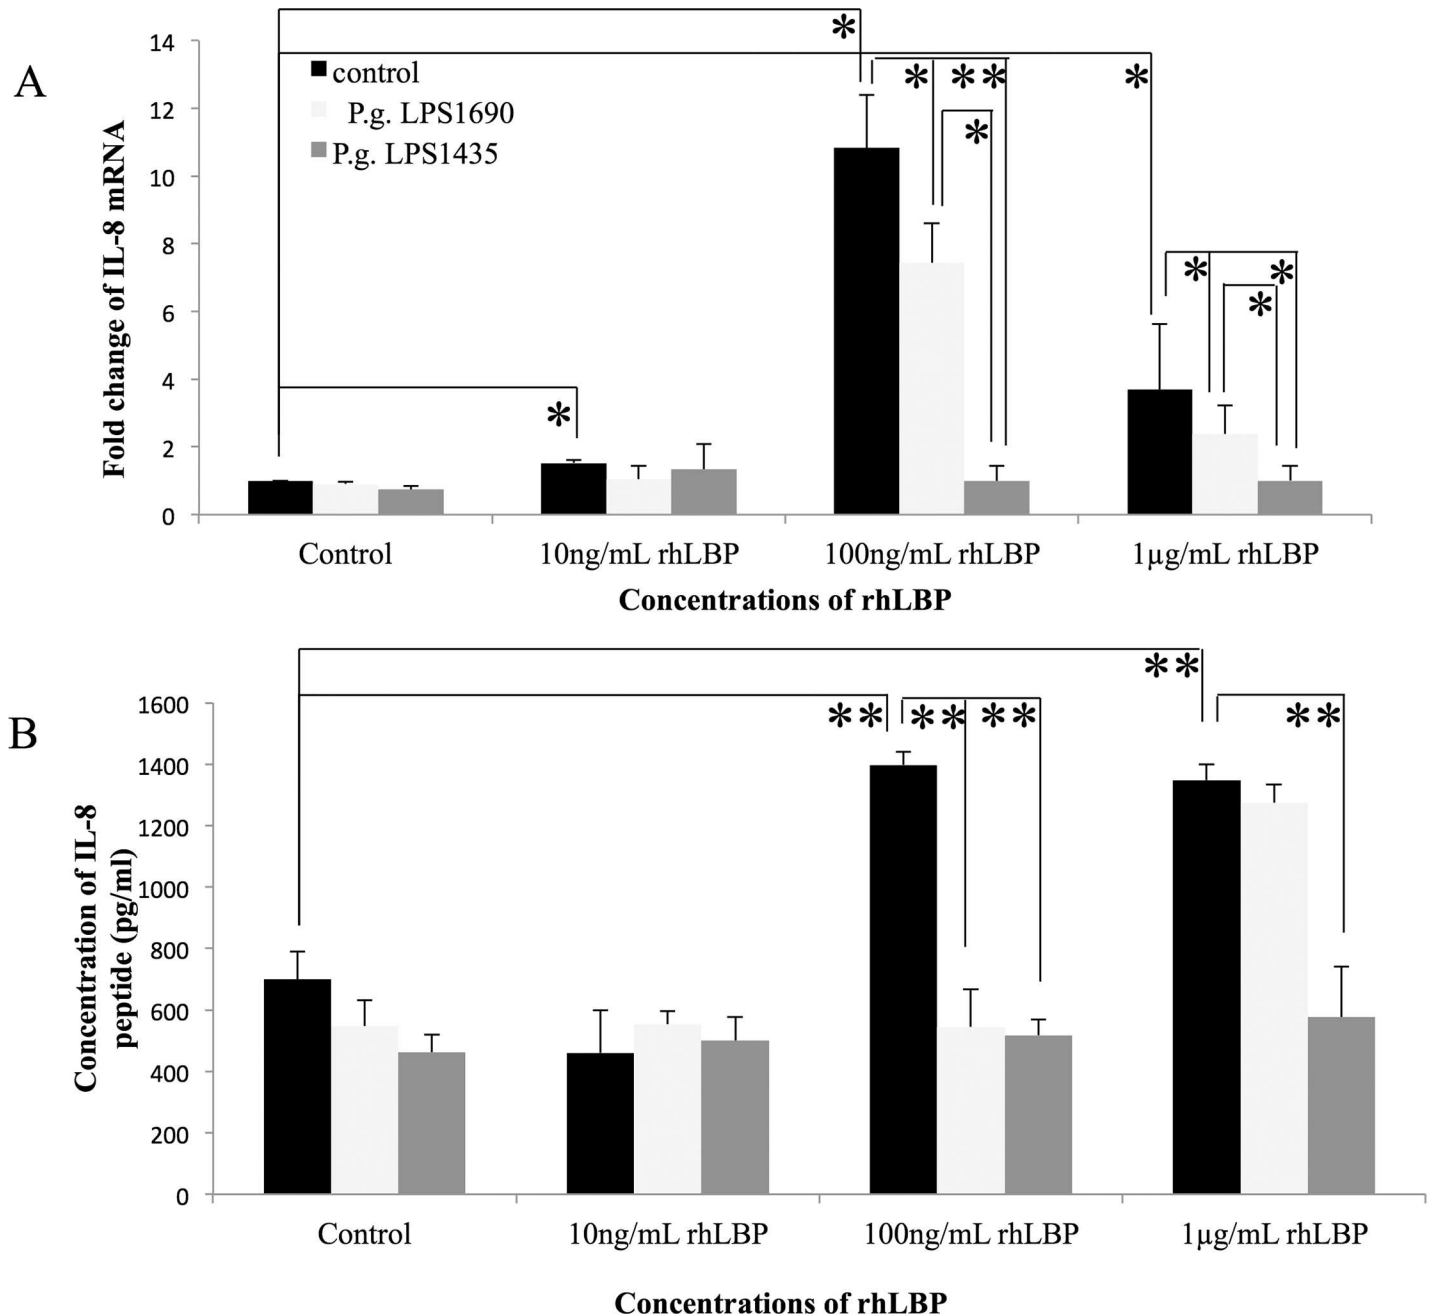 A
*
14
*
*
**
control
12
P.g. LPS1690
*
P.g. LPS1435
10
Fold change of IL-8 mRNA
8
*
*
*
6
4
*
2
0
Control
10ng/mL rhLBP
100ng/mL rhLBP
1µg/mL rhLBP
Concentrations of rhLBP
B
**
1600
**
**
**
**
1400
1200
Concentration of IL-8
peptide (pg/ml)
1000
800
600
400
200
0
Control
10ng/mL rhLBP
100ng/mL rhLBP
1µg/mL rhLBP
Concentrations of rhLBP